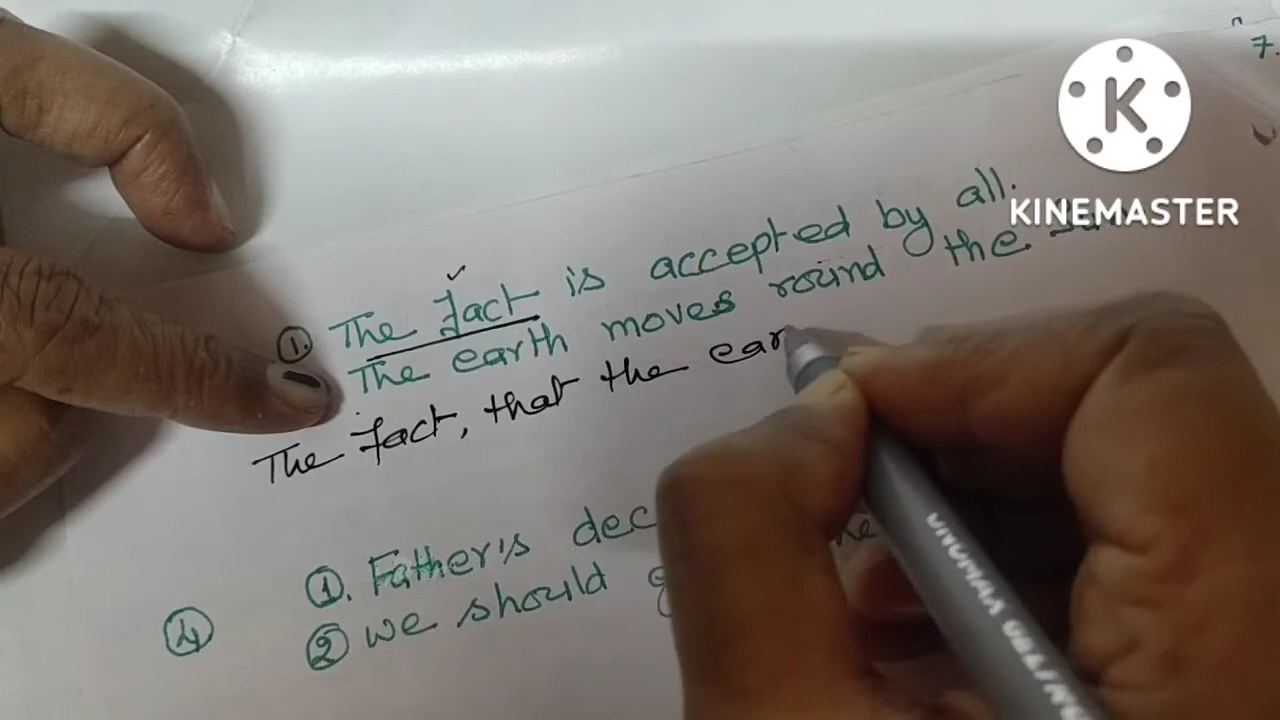 7.
KINEMASTER
①. The fact is accepted by all.
The earth moves round the
The fact, that the ear
①. Father's dec
④ ② we should